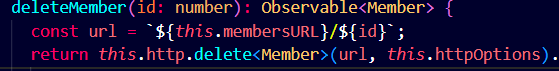 deleteMember(id: number): Observable<Member> {
const url = `${this.membersURL}/${id}`;
return this.http.delete<Member>(url, this.httpOptions).